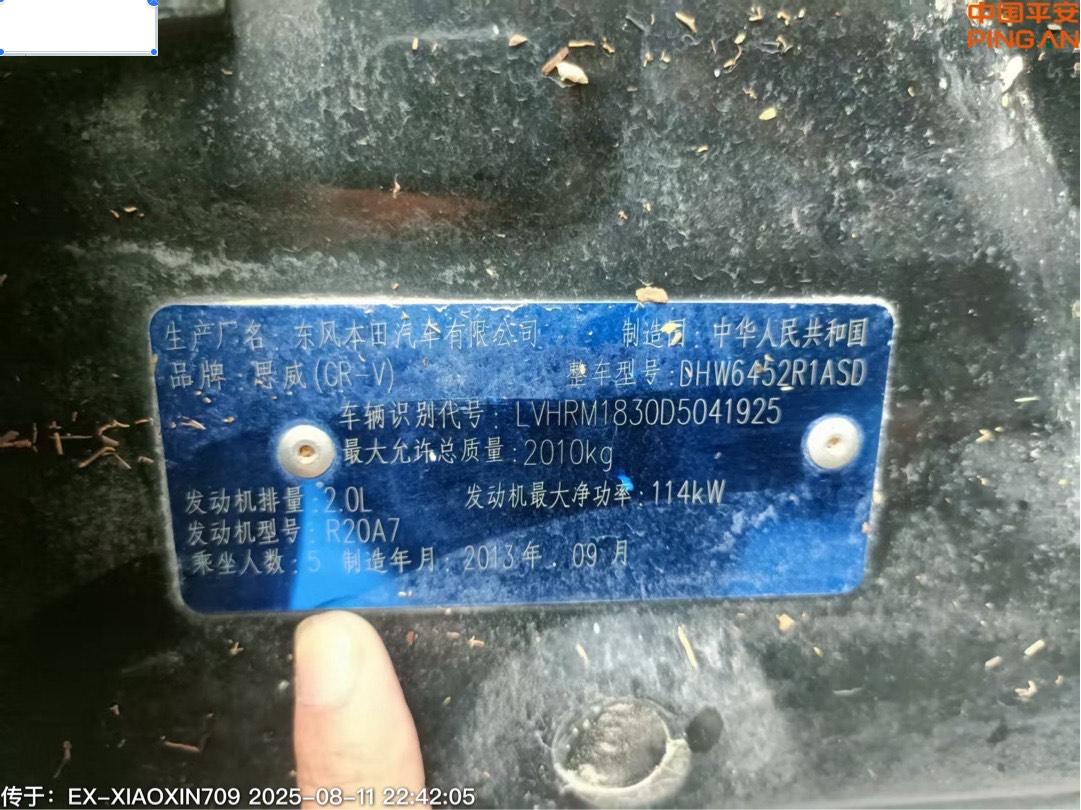 中国平安
PING AN
生产厂名：东风本田汽车有限公司 制造国：中华人民共和国
品牌：思威(CR-V) 整车型号：DHW6452R1ASD
车辆识别代号：LVHRM1830D5041925
最大允许总质量：2010kg
发动机排量：2.0L 发动机最大净功率：114kW
发动机型号：R20A7
乘坐人数：5 制造年月：2013年.09月
传于：EX-XIAOXIN709 2025-08-11 22:42:05